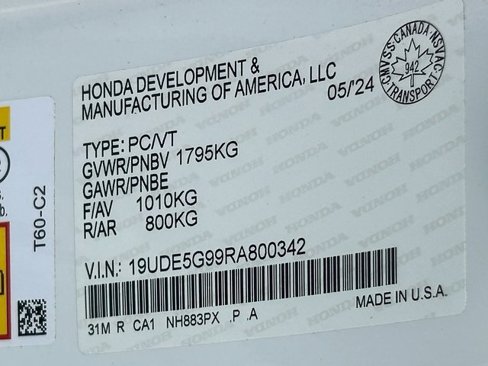 HONDA DEVELOPMENT &
MANUFACTURING OF AMERICA, LLC
05/'24
CMVSS·CANADA·NSVAC
942
TRANSPORT
TYPE: PC/VT
GVWR/PNBV 1795KG
GAWR/PNBE
F/AV 1010KG
R/AR 800KG
V.I.N.: 19UDE5G99RA800342
31M R CA1 NH883PX .P .A
MADE IN U.S.A.
T60-C2